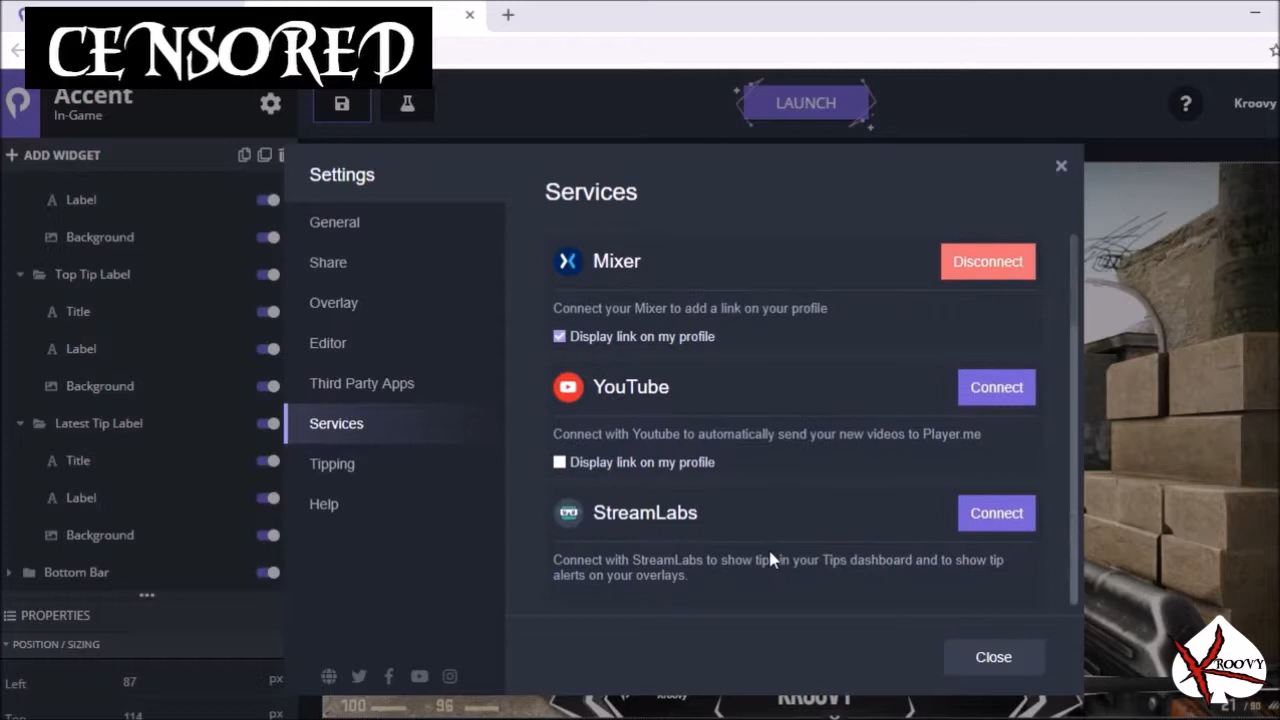 CENSORED
Accent
In-Game
LAUNCH
?
Kroovy
ADD WIDGET
Label
Background
Top Tip Label
Title
Label
Background
Latest Tip Label
Title
Label
Background
Bottom Bar
PROPERTIES
POSITION / SIZING
Left 87 px
Top 114 px
Settings
General
Share
Overlay
Editor
Third Party Apps
Services
Tipping
Help
Services
Mixer
Disconnect
Connect your Mixer to add a link on your profile
Display link on my profile
YouTube
Connect
Connect with Youtube to automatically send your new videos to Player.me
Display link on my profile
StreamLabs
Connect
Connect with StreamLabs to show tip in your Tips dashboard and to show tip
alerts on your overlays.
Close
100 96
KROOVY
21 / 90
KROOVY